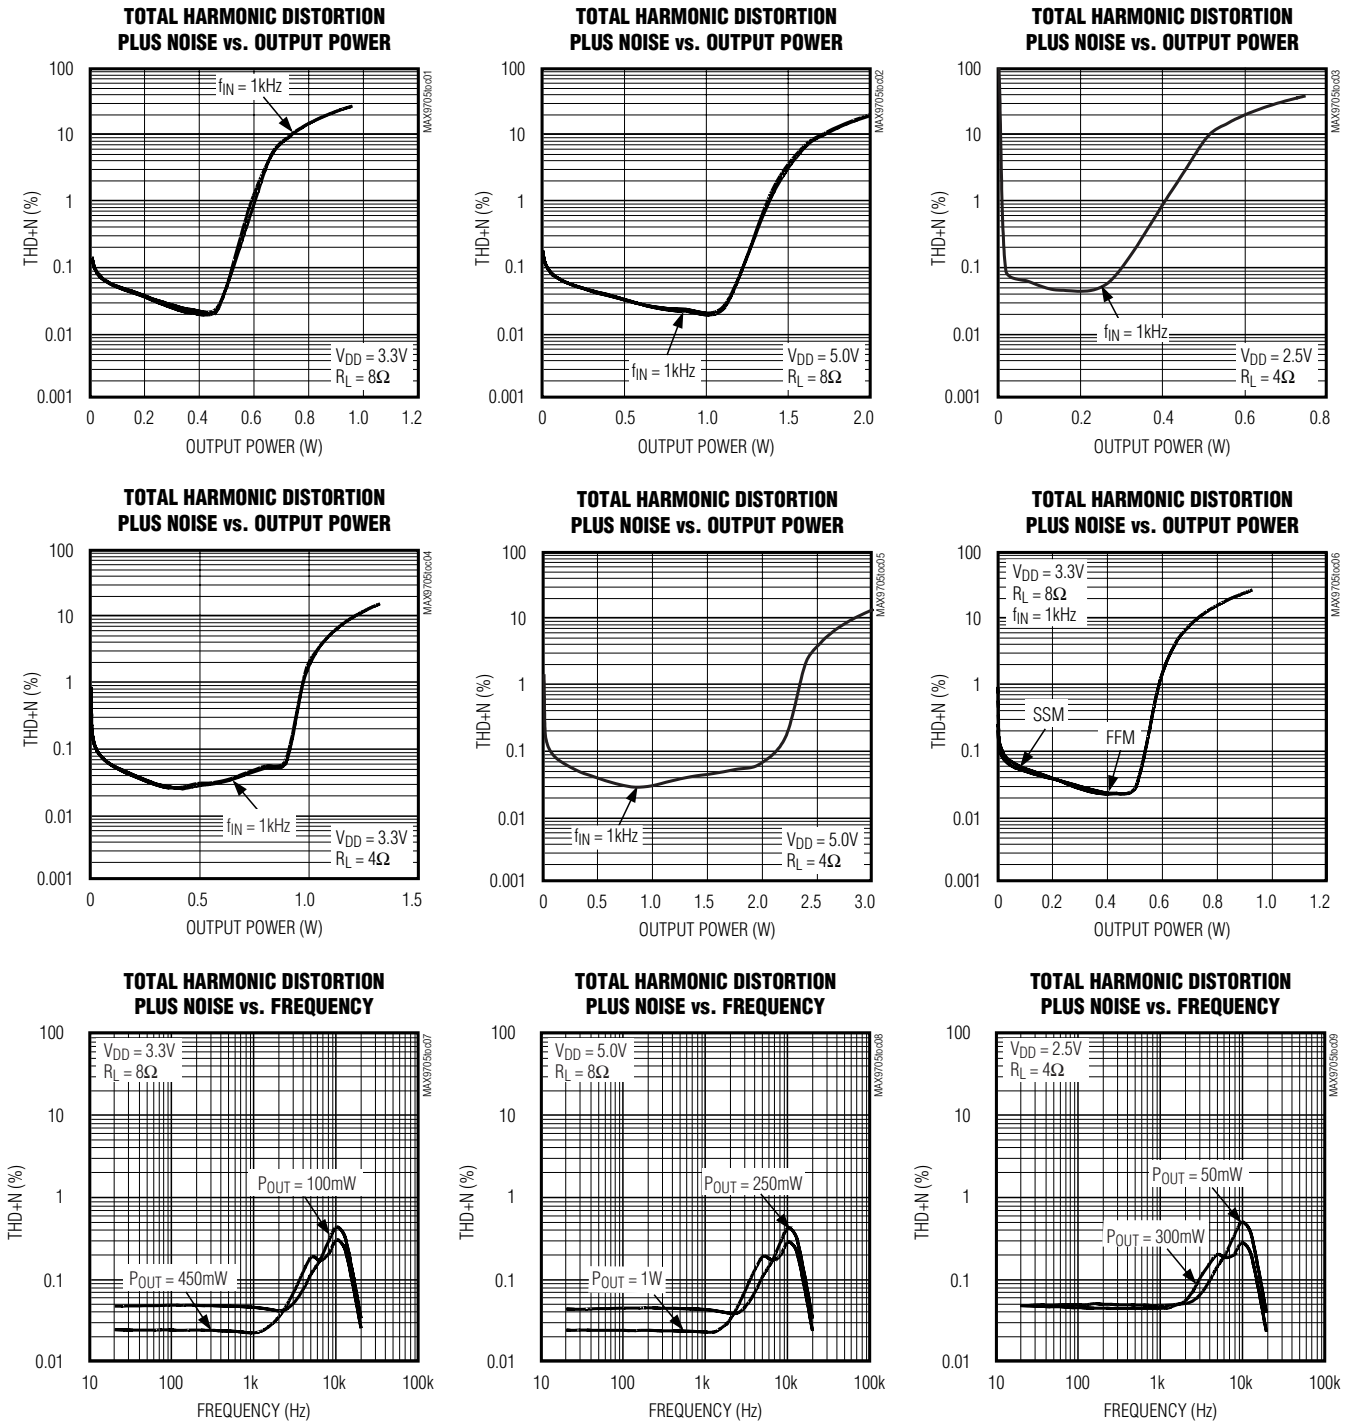 TOTAL HARMONIC DISTORTION
PLUS NOISE vs. OUTPUT POWER
100
10
1
0.1
0.01
0.001
THD+N (%)
fIN = 1kHz
VDD = 3.3V
RL = 8Ω
MAX9705toc01
0 0.2 0.4 0.6 0.8 1.0 1.2
OUTPUT POWER (W)
TOTAL HARMONIC DISTORTION
PLUS NOISE vs. OUTPUT POWER
100
10
1
0.1
0.01
0.001
THD+N (%)
fIN = 1kHz
VDD = 5.0V
RL = 8Ω
MAX9705toc02
0 0.5 1.0 1.5 2.0
OUTPUT POWER (W)
TOTAL HARMONIC DISTORTION
PLUS NOISE vs. OUTPUT POWER
100
10
1
0.1
0.01
0.001
THD+N (%)
fIN = 1kHz
VDD = 2.5V
RL = 4Ω
MAX9705toc03
0 0.2 0.4 0.6 0.8
OUTPUT POWER (W)
TOTAL HARMONIC DISTORTION
PLUS NOISE vs. OUTPUT POWER
100
10
1
0.1
0.01
0.001
THD+N (%)
fIN = 1kHz
VDD = 3.3V
RL = 4Ω
MAX9705toc04
0 0.5 1.0 1.5
OUTPUT POWER (W)
TOTAL HARMONIC DISTORTION
PLUS NOISE vs. OUTPUT POWER
100
10
1
0.1
0.01
0.001
THD+N (%)
fIN = 1kHz
VDD = 5.0V
RL = 4Ω
MAX9705toc05
0 0.5 1.0 1.5 2.0 2.5 3.0
OUTPUT POWER (W)
TOTAL HARMONIC DISTORTION
PLUS NOISE vs. OUTPUT POWER
100
10
1
0.1
0.01
0.001
THD+N (%)
VDD = 3.3V
RL = 8Ω
fIN = 1kHz
SSM
FFM
MAX9705toc06
0 0.2 0.4 0.6 0.8 1.0 1.2
OUTPUT POWER (W)
TOTAL HARMONIC DISTORTION
PLUS NOISE vs. FREQUENCY
100
10
1
0.1
0.01
THD+N (%)
VDD = 3.3V
RL = 8Ω
POUT = 100mW
POUT = 450mW
MAX9705toc07
10 100 1k 10k 100k
FREQUENCY (Hz)
TOTAL HARMONIC DISTORTION
PLUS NOISE vs. FREQUENCY
100
10
1
0.1
0.01
THD+N (%)
VDD = 5.0V
RL = 8Ω
POUT = 250mW
POUT = 1W
MAX9705toc08
10 100 1k 10k 100k
FREQUENCY (Hz)
TOTAL HARMONIC DISTORTION
PLUS NOISE vs. FREQUENCY
100
10
1
0.1
0.01
THD+N (%)
VDD = 2.5V
RL = 4Ω
POUT = 50mW
POUT = 300mW
MAX9705toc09
10 100 1k 10k 100k
FREQUENCY (Hz)